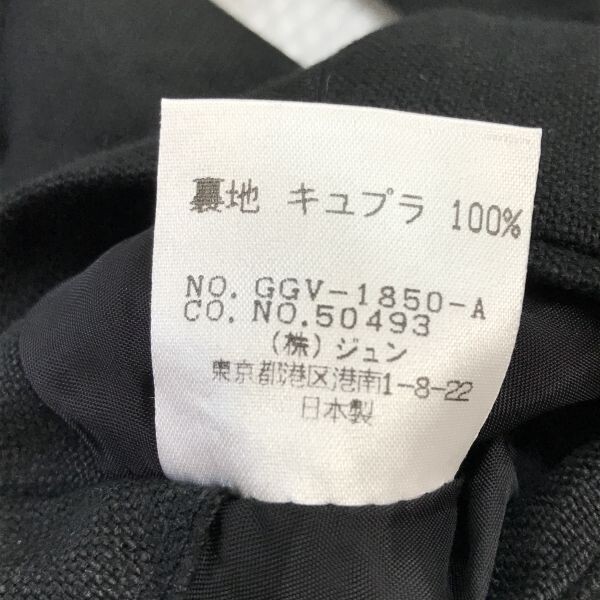 裏地 キュプラ 100%
NO. GGV-1850-A
CO. NO.50493
(株)ジュン
東京都港区港南1-8-22
日本製